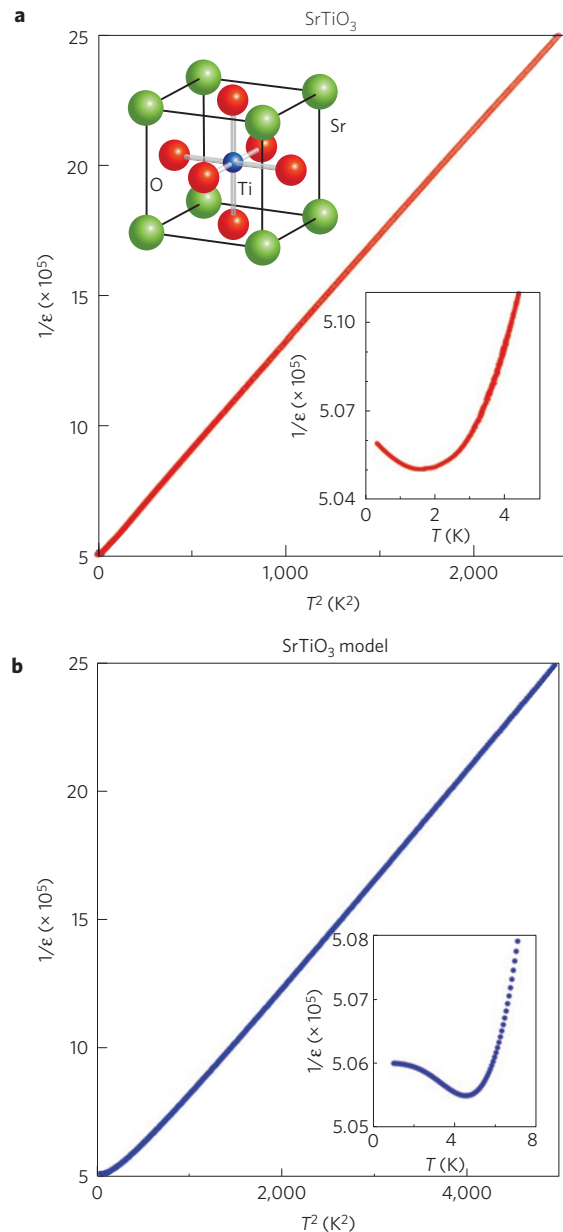 a
SrTiO₃
25
20
15
10
5
1/ε (× 10⁵)
0
1,000
2,000
T² (K²)
Sr
O
Ti
5.10
5.07
5.04
1/ε (× 10⁵)
0
2
4
T (K)
b
SrTiO₃ model
25
20
15
10
5
1/ε (× 10⁵)
0
2,000
4,000
T² (K²)
5.08
5.07
5.06
5.05
1/ε (× 10⁵)
0
4
8
T (K)